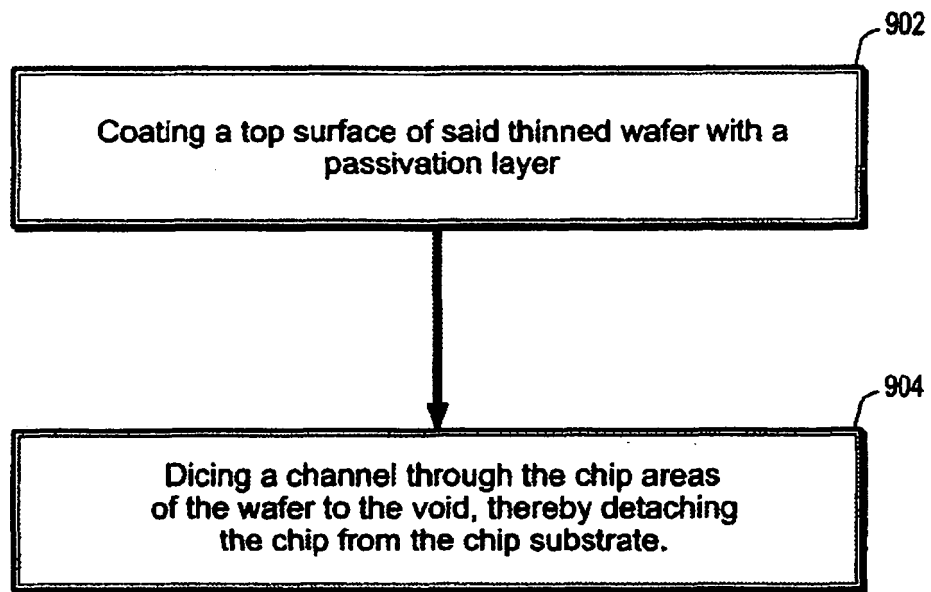 902
Coating a top surface of said thinned wafer with a
passivation layer
904
Dicing a channel through the chip areas
of the wafer to the void, thereby detaching
the chip from the chip substrate.